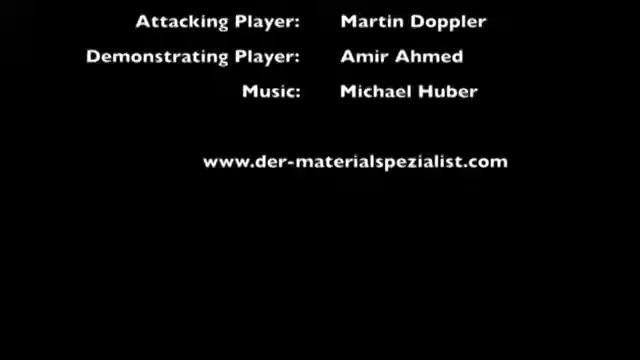 Attacking Player: Martin Doppler
Demonstrating Player: Amir Ahmed
Music: Michael Huber
www.der-materialspezialist.com